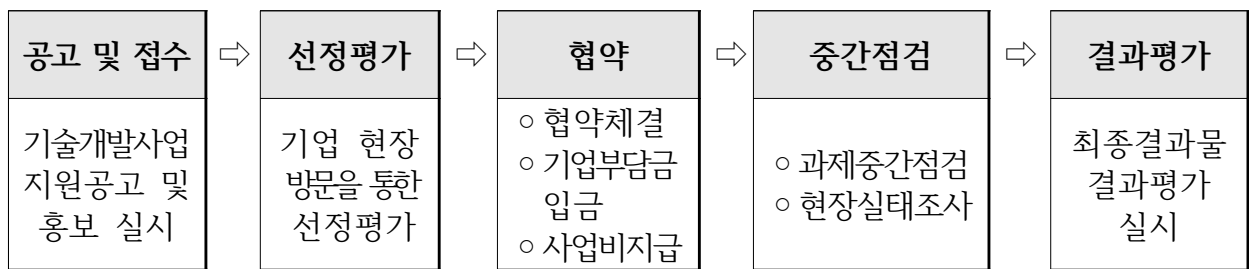 공고 및 접수 ⇨ 선정평가 ⇨ 협약 ⇨ 중간점검 ⇨ 결과평가
기술개발사업
지원공고 및
홍보 실시
기업 현장
방문을 통한
선정평가
○ 협약체결
○ 기업부담금
입금
○ 사업비지급
○ 과제중간점검
○ 현장실태조사
최종결과물
결과평가
실시